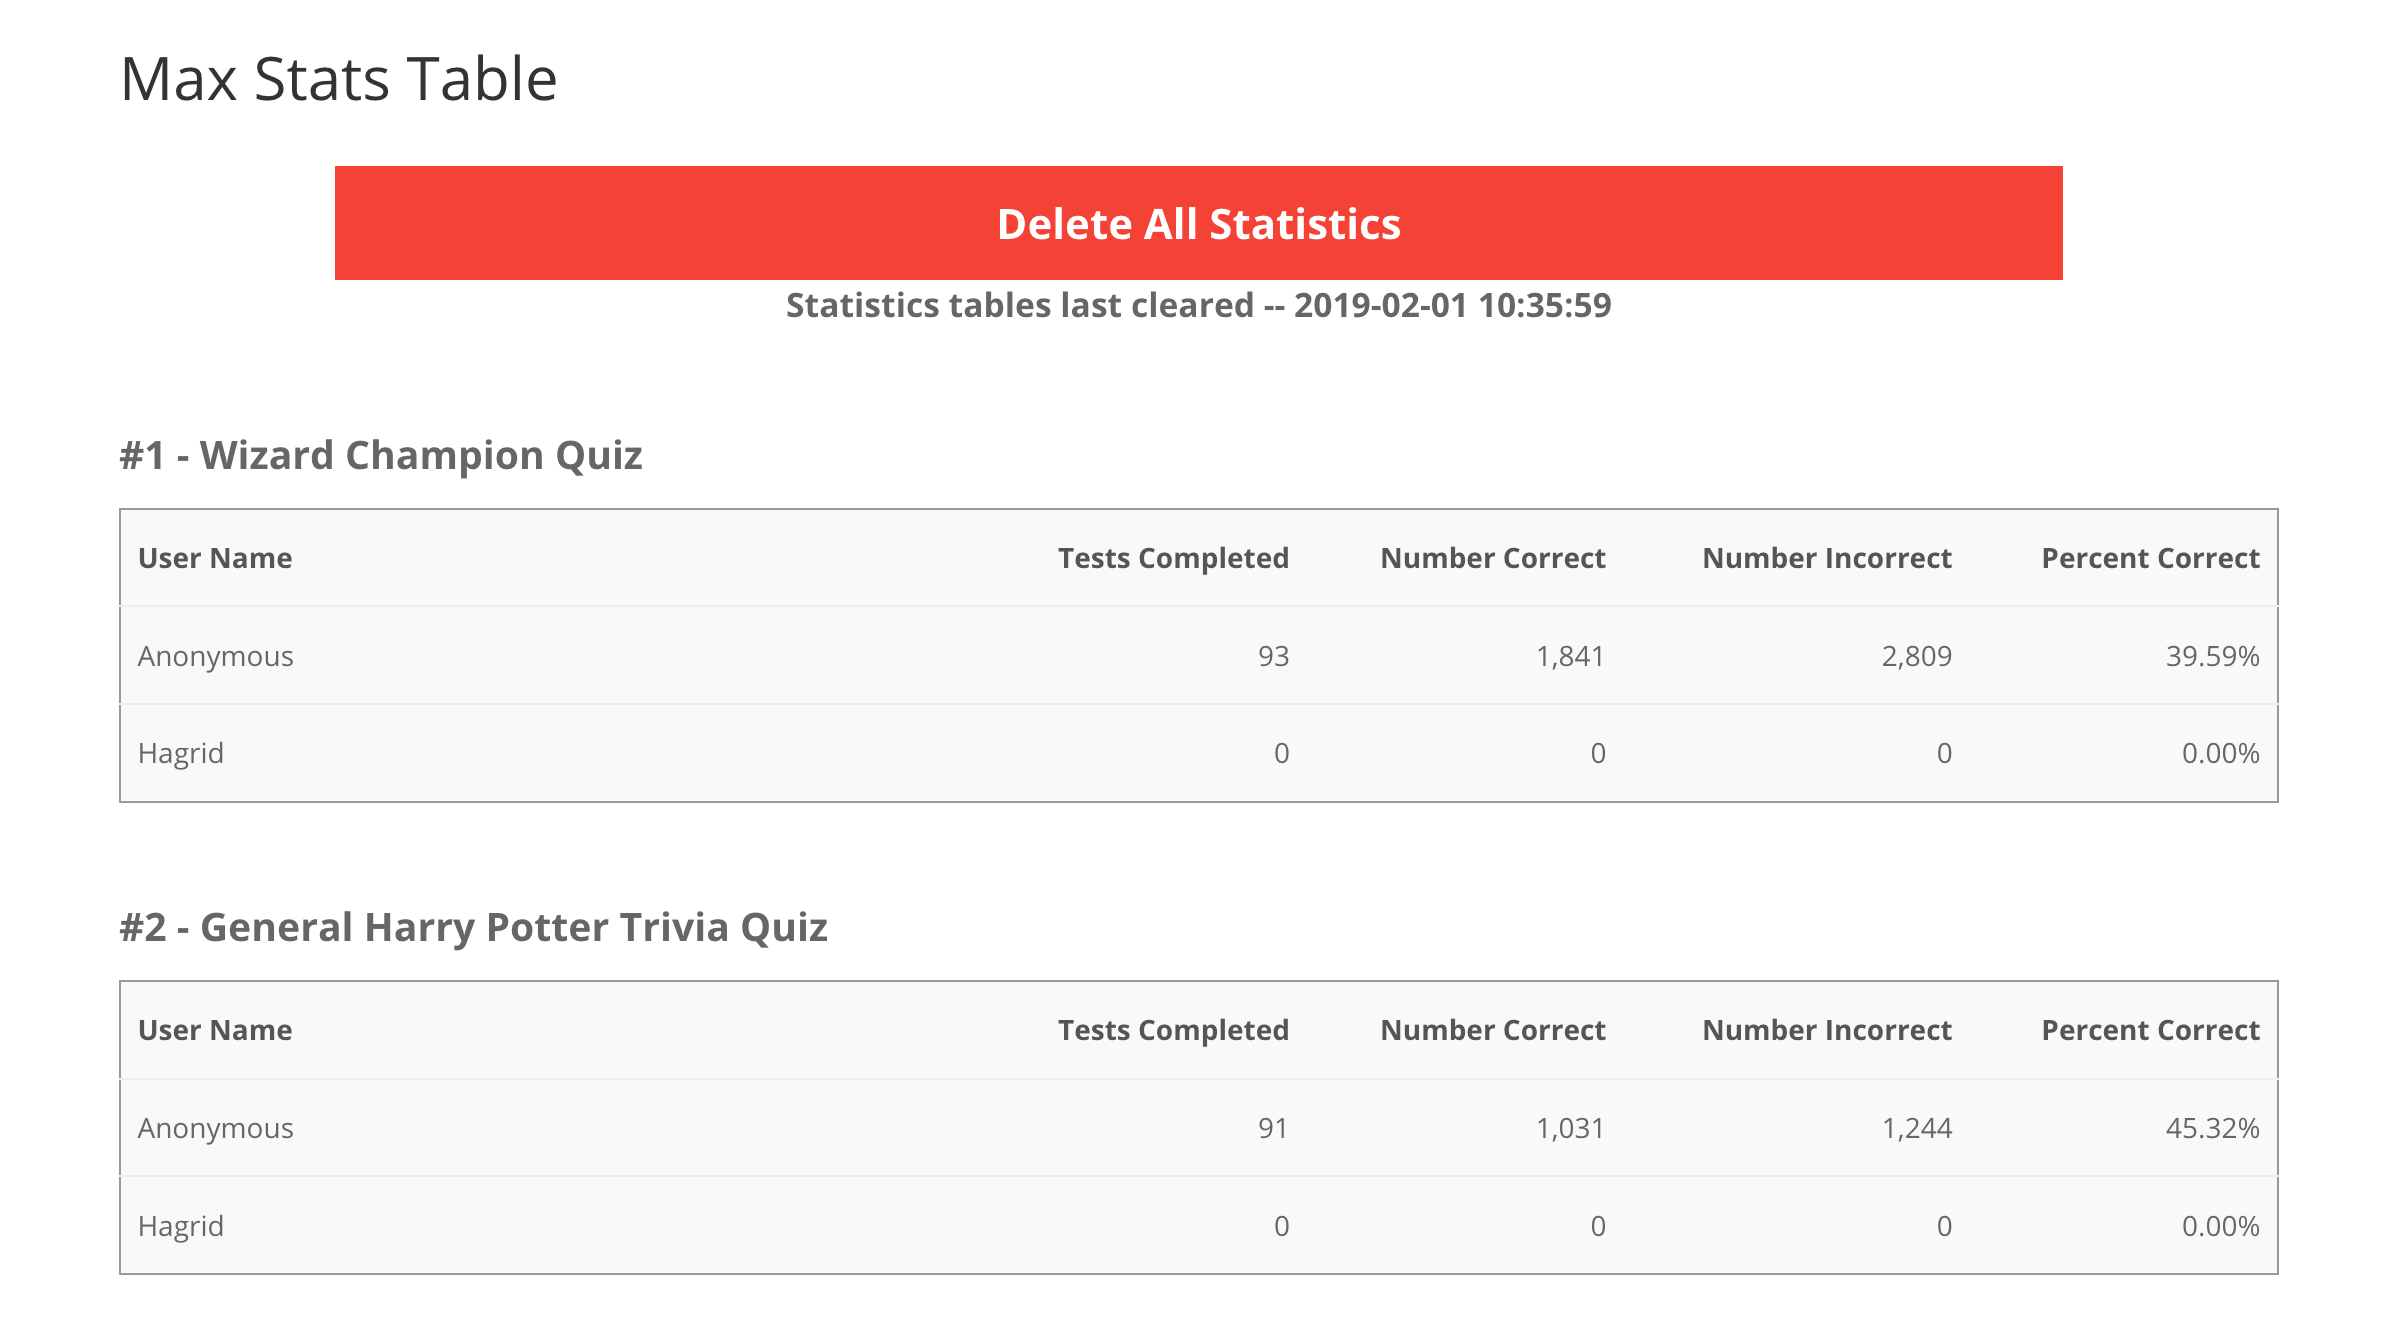 Max Stats Table
Delete All Statistics
Statistics tables last cleared -- 2019-02-01 10:35:59
#1 - Wizard Champion Quiz
User Name Tests Completed Number Correct Number Incorrect Percent Correct
Anonymous 93 1,841 2,809 39.59%
Hagrid 0 0 0 0.00%
#2 - General Harry Potter Trivia Quiz
User Name Tests Completed Number Correct Number Incorrect Percent Correct
Anonymous 91 1,031 1,244 45.32%
Hagrid 0 0 0 0.00%